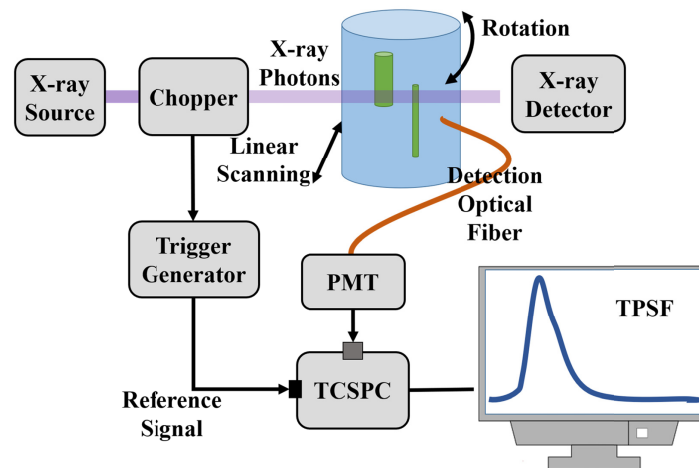 X-ray
Source
Chopper
X-ray
Photons
Rotation
X-ray
Detector
Linear
Scanning
Detection
Optical
Fiber
Trigger
Generator
PMT
TPSF
TCSPC
Reference
Signal